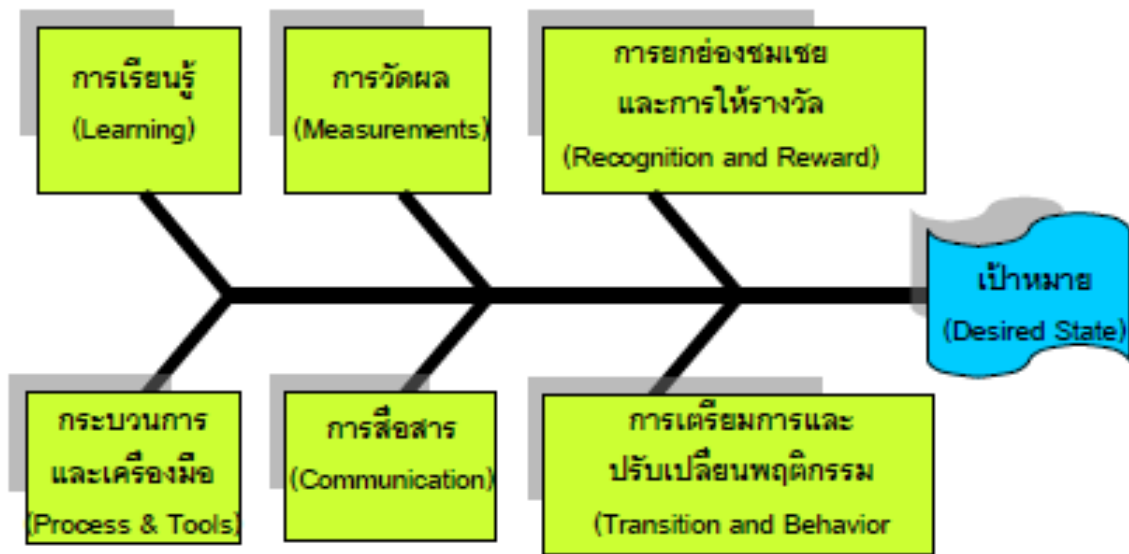 การเรียนรู้
(Learning)
การวัดผล
(Measurements)
การยกย่องชมเชย
และการให้รางวัล
(Recognition and Reward)
เป้าหมาย
(Desired State)
กระบวนการ
และเครื่องมือ
(Process & Tools)
การสื่อสาร
(Communication)
การเตรียมการและ
ปรับเปลี่ยนพฤติกรรม
(Transition and Behavior